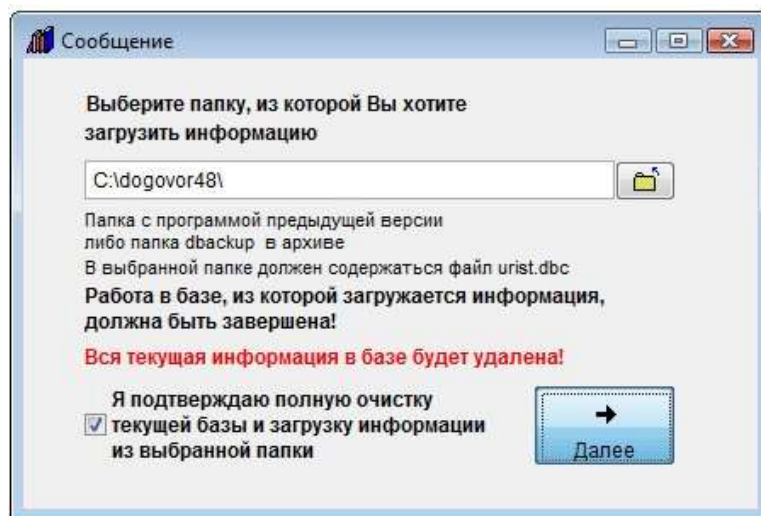 Сообщение
Выберите папку, из которой Вы хотите
загрузить информацию
C:\dogovor48\
Папка с программой предыдущей версии
либо папка dbackup в архиве
В выбранной папке должен содержаться файл urist.dbc
Работа в базе, из которой загружается информация,
должна быть завершена!
Вся текущая информация в базе будет удалена!
Я подтверждаю полную очистку
текущей базы и загрузку информации
из выбранной папки
Далее